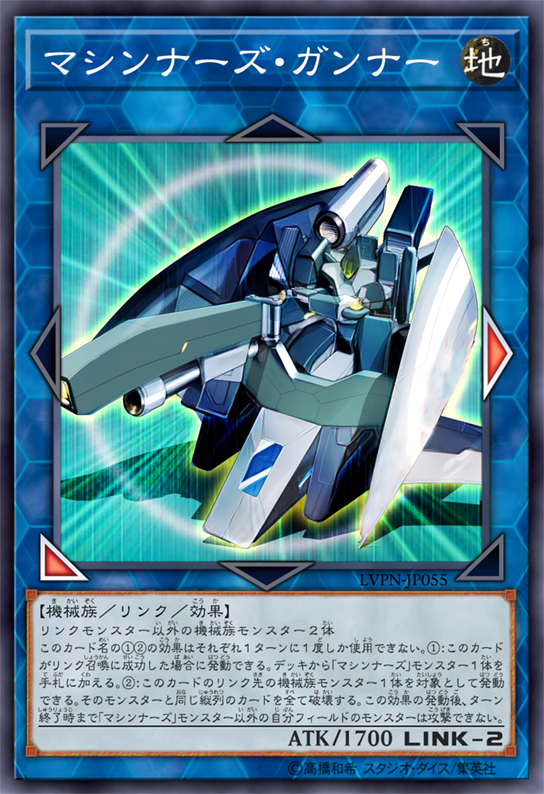 マシンナーズ・ガンナー
地
LVPN-JP055
【機械族／リンク／効果】
リンクモンスター以外の機械族モンスター2体
このカード名の①②の効果はそれぞれ1ターンに1度しか使用できない。①:このカード
がリンク召喚に成功した場合に発動できる。デッキから「マシンナーズ」モンスター1体を
手札に加える。②:このカードのリンク先の機械族モンスター1体を対象として発動
できる。そのモンスターと同じ縦列のカードを全て破壊する。この効果の発動後、ターン
終了時まで「マシンナーズ」モンスター以外の自分フィールドのモンスターは攻撃できない。
ATK/1700 LINK-2
©高橋和希 スタジオ・ダイス/集英社